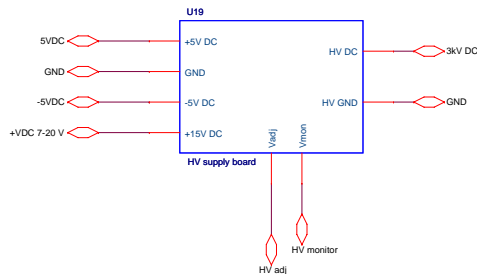 U19
5VDC
+5V DC
HV DC
3kV DC
GND
GND
-5VDC
-5V DC
HV GND
GND
+VDC 7-20 V
+15V DC
Vadj
Vmon
HV supply board
HV monitor
HV adj